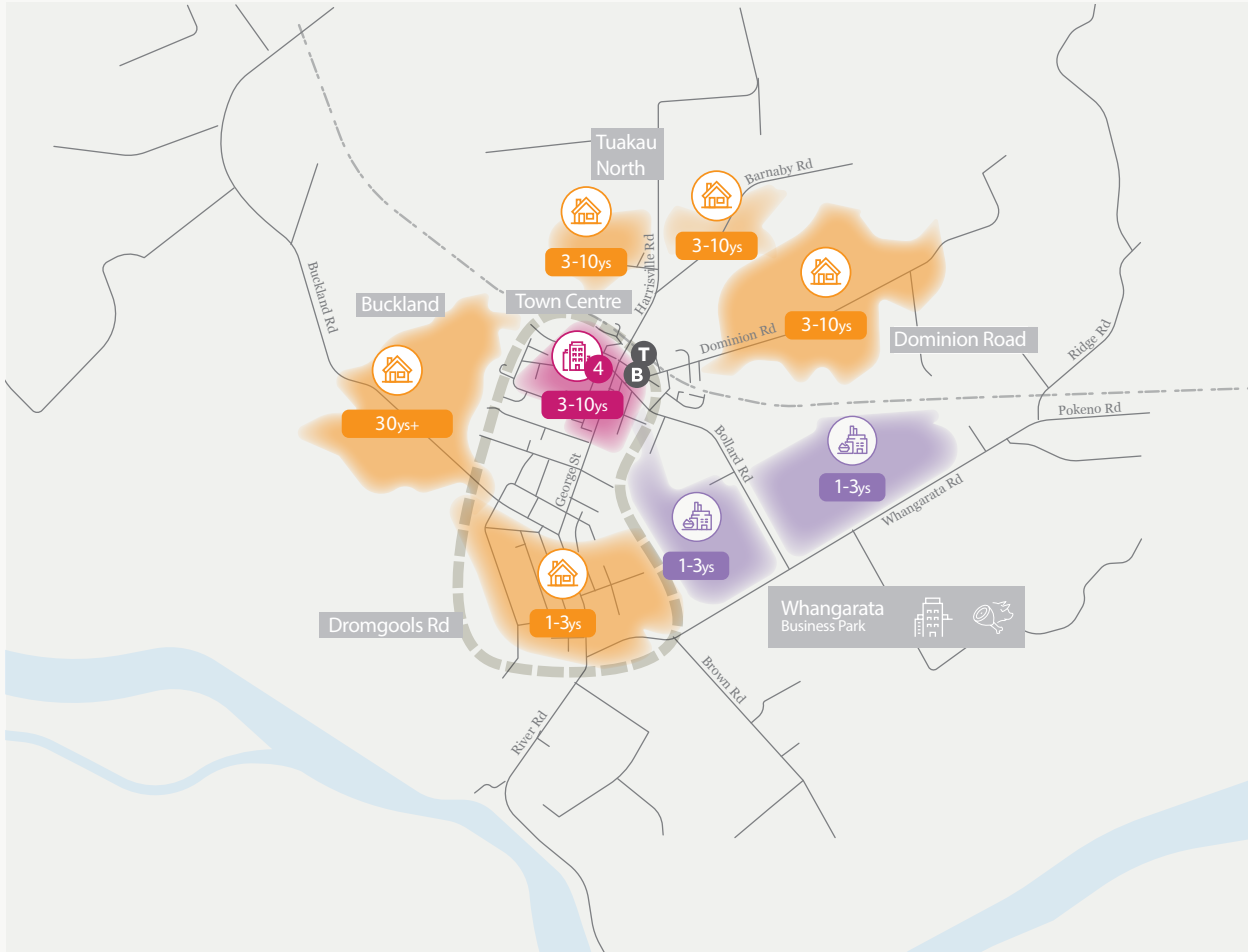 Tuakau
North
Barnaby Rd
3-10ys
3-10ys
Harrisville Rd
Buckland Rd
Buckland
Town Centre
3-10ys
Dominion Rd
Dominion Road
Ridge Rd
T
B
4
3-10ys
30ys+
Pokeno Rd
Bollard Rd
George St
1-3ys
Whangarata Rd
1-3ys
1-3ys
Dromgools Rd
Whangarata
Business Park
Brown Rd
River Rd